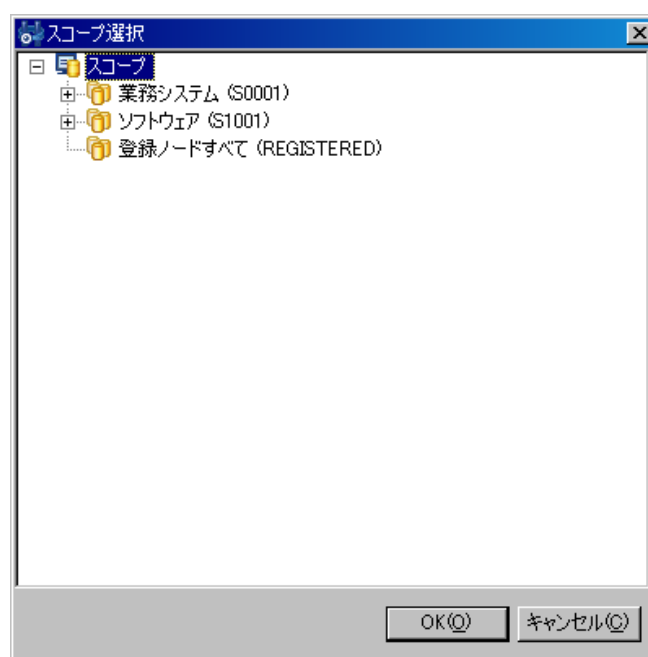 スコープ選択
スコープ
業務システム (S0001)
ソフトウェア (S1001)
登録ノードすべて (REGISTERED)
OK(O) キャンセル(C)